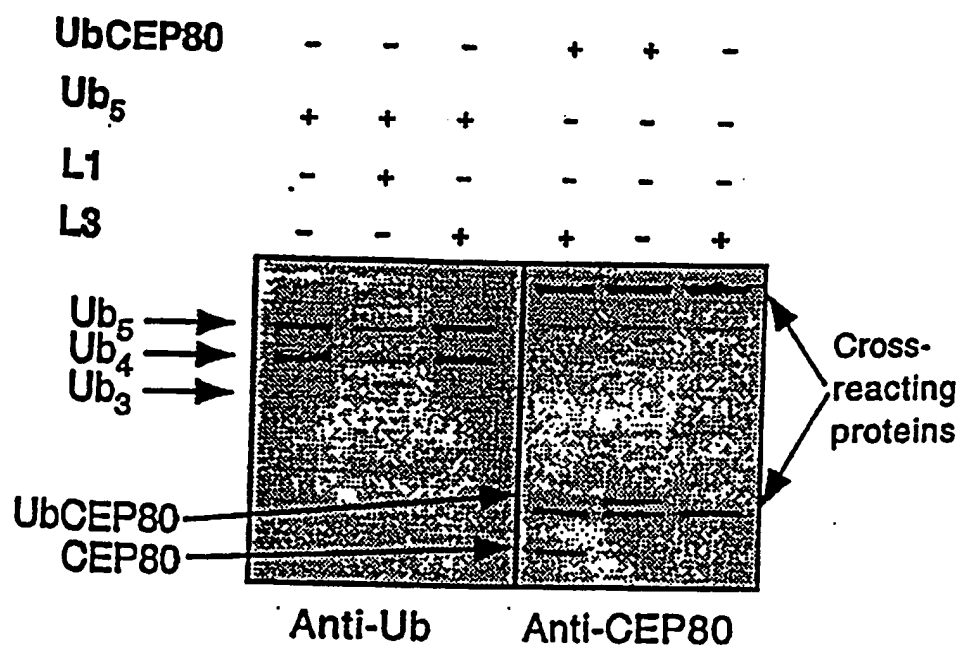 UbCEP80 - - - + + -
Ub5 + + + - - -
L1 - + - - - -
L3 - - + + - +
Ub5
Ub4
Ub3
Cross-
reacting
proteins
UbCEP80
CEP80
Anti-Ub Anti-CEP80